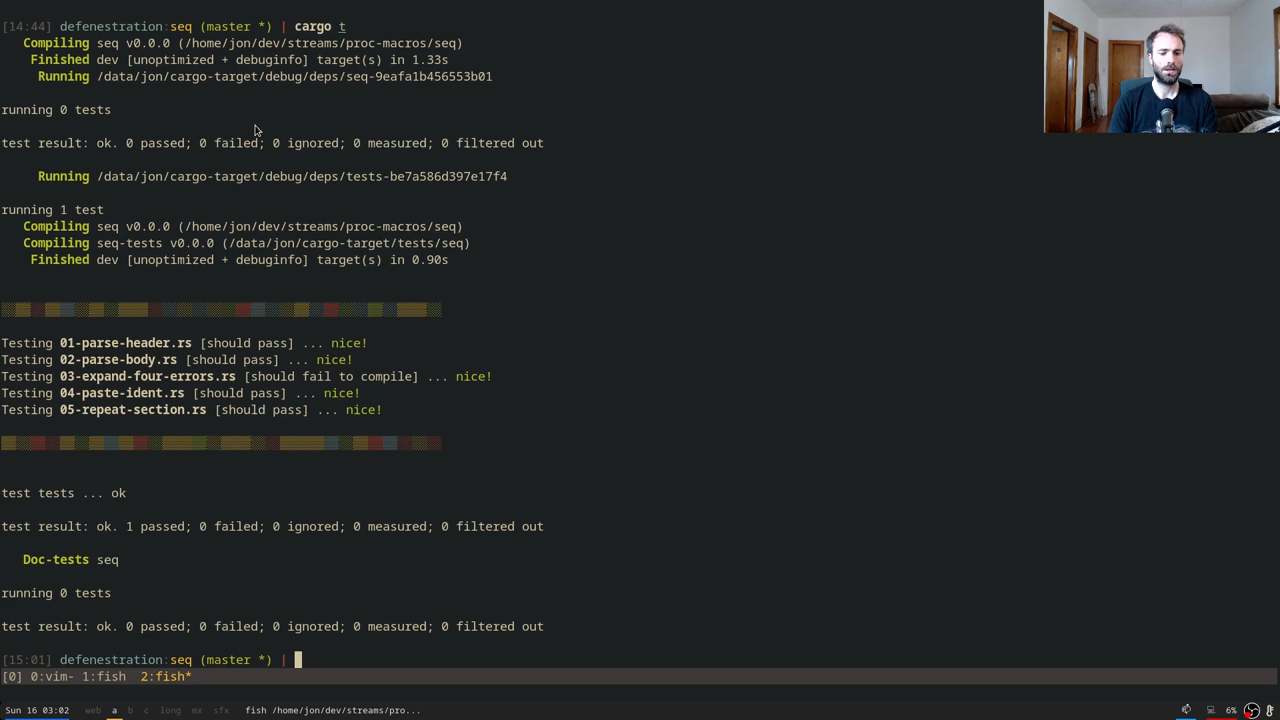 [14:44] defenestration:seq (master *) | cargo t
Compiling seq v0.0.0 (/home/jon/dev/streams/proc-macros/seq)
Finished dev [unoptimized + debuginfo] target(s) in 1.33s
Running /data/jon/cargo-target/debug/deps/seq-9eafa1b456553b01
running 0 tests
test result: ok. 0 passed; 0 failed; 0 ignored; 0 measured; 0 filtered out
Running /data/jon/cargo-target/debug/deps/tests-be7a586d397e17f4
running 1 test
Compiling seq v0.0.0 (/home/jon/dev/streams/proc-macros/seq)
Compiling seq-tests v0.0.0 (/data/jon/cargo-target/tests/seq)
Finished dev [unoptimized + debuginfo] target(s) in 0.90s
Testing 01-parse-header.rs [should pass] ... nice!
Testing 02-parse-body.rs [should pass] ... nice!
Testing 03-expand-four-errors.rs [should fail to compile] ... nice!
Testing 04-paste-ident.rs [should pass] ... nice!
Testing 05-repeat-section.rs [should pass] ... nice!
test tests ... ok
test result: ok. 1 passed; 0 failed; 0 ignored; 0 measured; 0 filtered out
Doc-tests seq
running 0 tests
test result: ok. 0 passed; 0 failed; 0 ignored; 0 measured; 0 filtered out
[15:01] defenestration:seq (master *) |
[0] 0:vim- 1:fish 2:fish*
Sun 16 03:02 web a b c long mx sfx fish /home/jon/dev/streams/pro... 6%